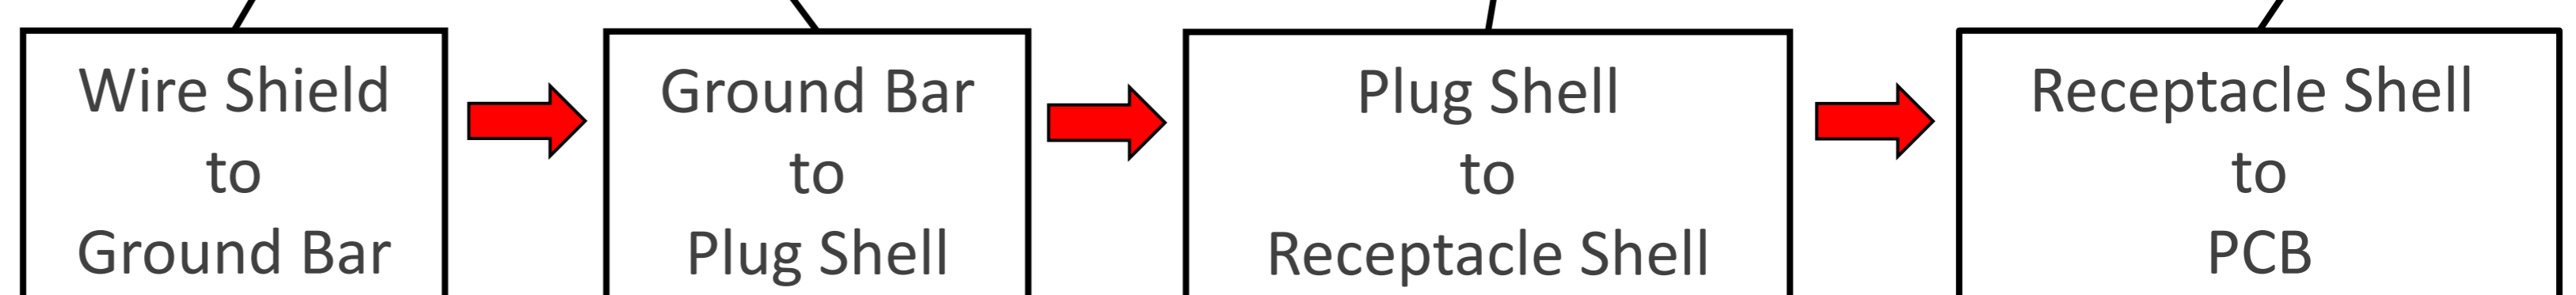 Wire Shield
to
Ground Bar
Ground Bar
to
Plug Shell
Plug Shell
to
Receptacle Shell
Receptacle Shell
to
PCB